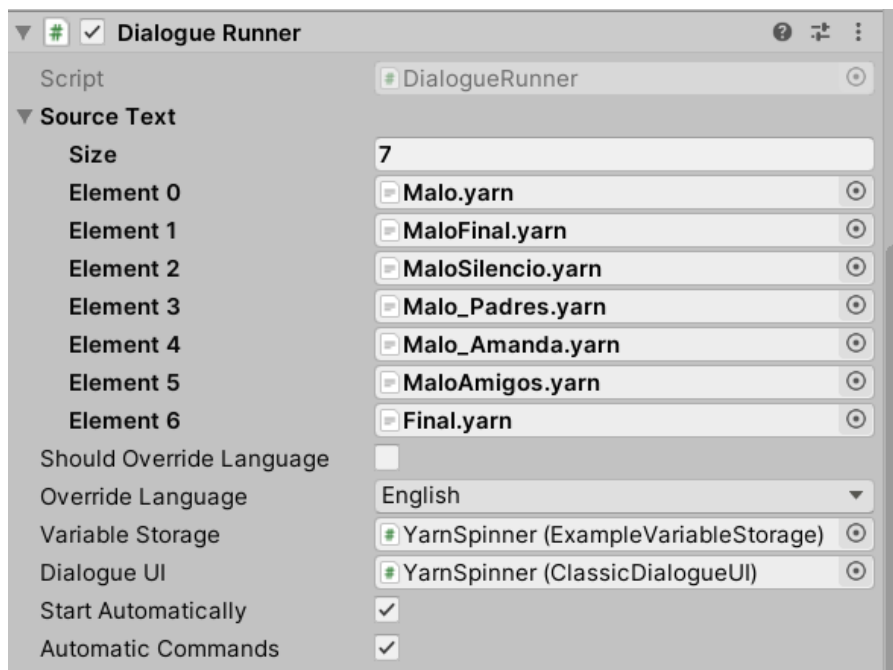 Dialogue Runner
Script DialogueRunner
Source Text
Size 7
Element 0 Malo.yarn
Element 1 MaloFinal.yarn
Element 2 MaloSilencio.yarn
Element 3 Malo_Padres.yarn
Element 4 Malo_Amanda.yarn
Element 5 MaloAmigos.yarn
Element 6 Final.yarn
Should Override Language
Override Language English
Variable Storage YarnSpinner (ExampleVariableStorage)
Dialogue UI YarnSpinner (ClassicDialogueUI)
Start Automatically
Automatic Commands